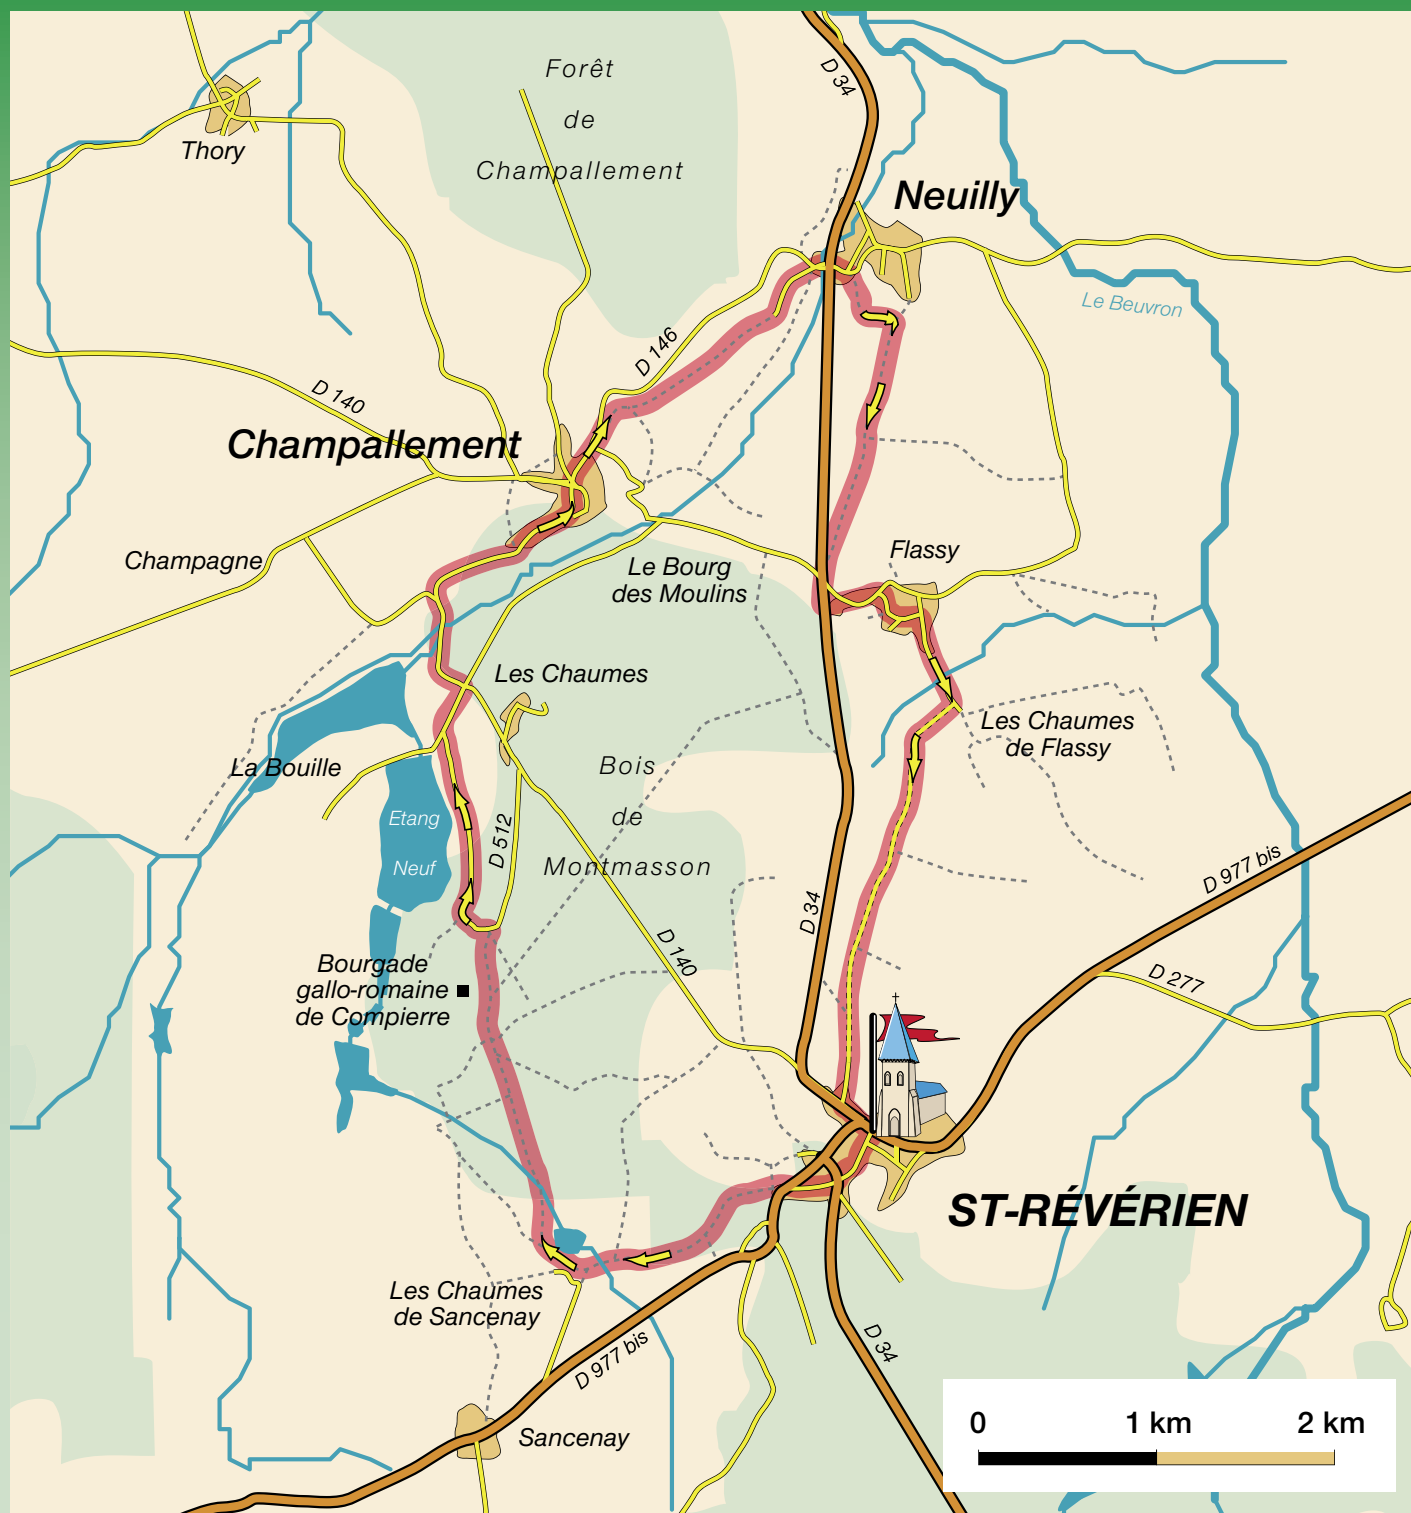 Forêt
de
Champallement
D 34
Thory
Neuilly
Le Beuvron
D 146
D 140
Champallement
Champagne
Flassy
Le Bourg
des Moulins
Les Chaumes
Les Chaumes
de Flassy
La Bouille
Bois
de
Montmasson
Etang
Neuf
D 512
D 977 bis
D 34
D 140
Bourgade
gallo-romaine
de Compierre
D 277
ST-RÉVÉRIEN
Les Chaumes
de Sancenay
D 977 bis
D 34
Sancenay
0 1 km 2 km